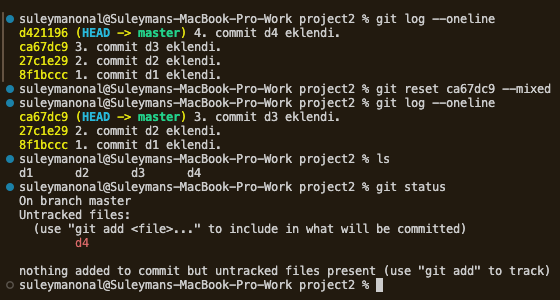 suleymanonal@Suleymans-MacBook-Pro-Work project2 % git log --oneline
d421196 (HEAD -> master) 4. commit d4 eklendi.
ca67dc9 3. commit d3 eklendi.
27c1e29 2. commit d2 eklendi.
8f1bccc 1. commit d1 eklendi.
suleymanonal@Suleymans-MacBook-Pro-Work project2 % git reset ca67dc9 --mixed
suleymanonal@Suleymans-MacBook-Pro-Work project2 % git log --oneline
ca67dc9 (HEAD -> master) 3. commit d3 eklendi.
27c1e29 2. commit d2 eklendi.
8f1bccc 1. commit d1 eklendi.
suleymanonal@Suleymans-MacBook-Pro-Work project2 % ls
d1 d2 d3 d4
suleymanonal@Suleymans-MacBook-Pro-Work project2 % git status
On branch master
Untracked files:
(use "git add <file>..." to include in what will be committed)
d4
nothing added to commit but untracked files present (use "git add" to track)
suleymanonal@Suleymans-MacBook-Pro-Work project2 %